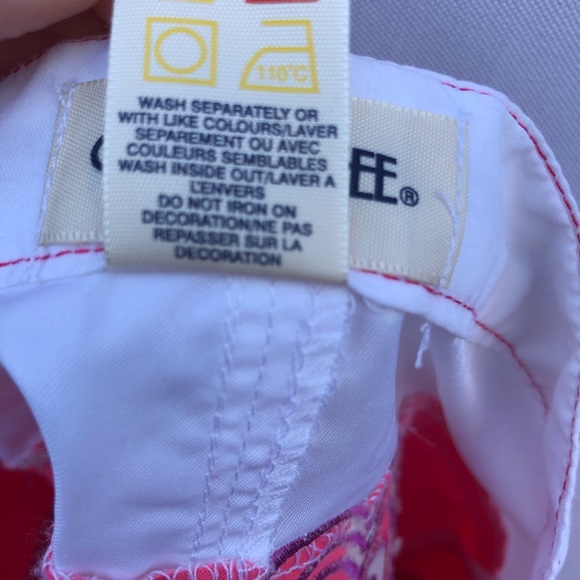 110°C
WASH SEPARATELY OR
WITH LIKE COLOURS/LAVER
SEPAREMENT OU AVEC
COULEURS SEMBLABLES
WASH INSIDE OUT/LAVER A
L'ENVERS
DO NOT IRON ON
DECORATION/NE PAS
REPASSER SUR LA
DECORATION
EE®